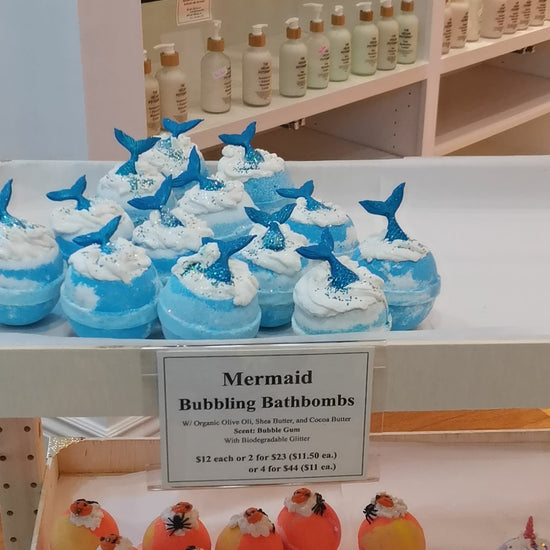 Mermaid
Bubbling Bathbombs
W/ Organic Olive Oli, Shea Butter, and Cocoa Butter
Scent: Bubble Gum
With Biodegradable Glitter
$12 each or 2 for $23 ($11.50 ea.)
or 4 for $44 ($11 ea.)